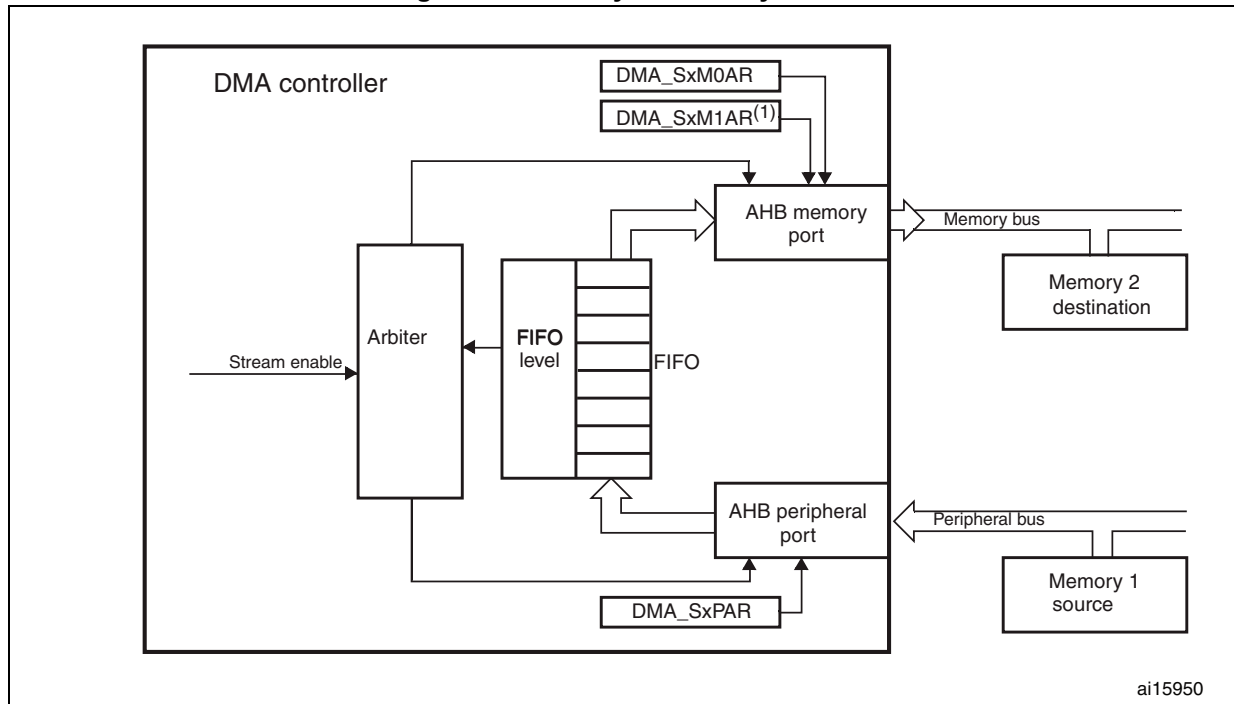 DMA controller
DMA_SxM0AR
DMA_SxM1AR(1)
AHB memory
port
Memory bus
Memory 2
destination
Arbiter
FIFO
level
FIFO
Stream enable
AHB peripheral
port
Peripheral bus
Memory 1
source
DMA_SxPAR
ai15950